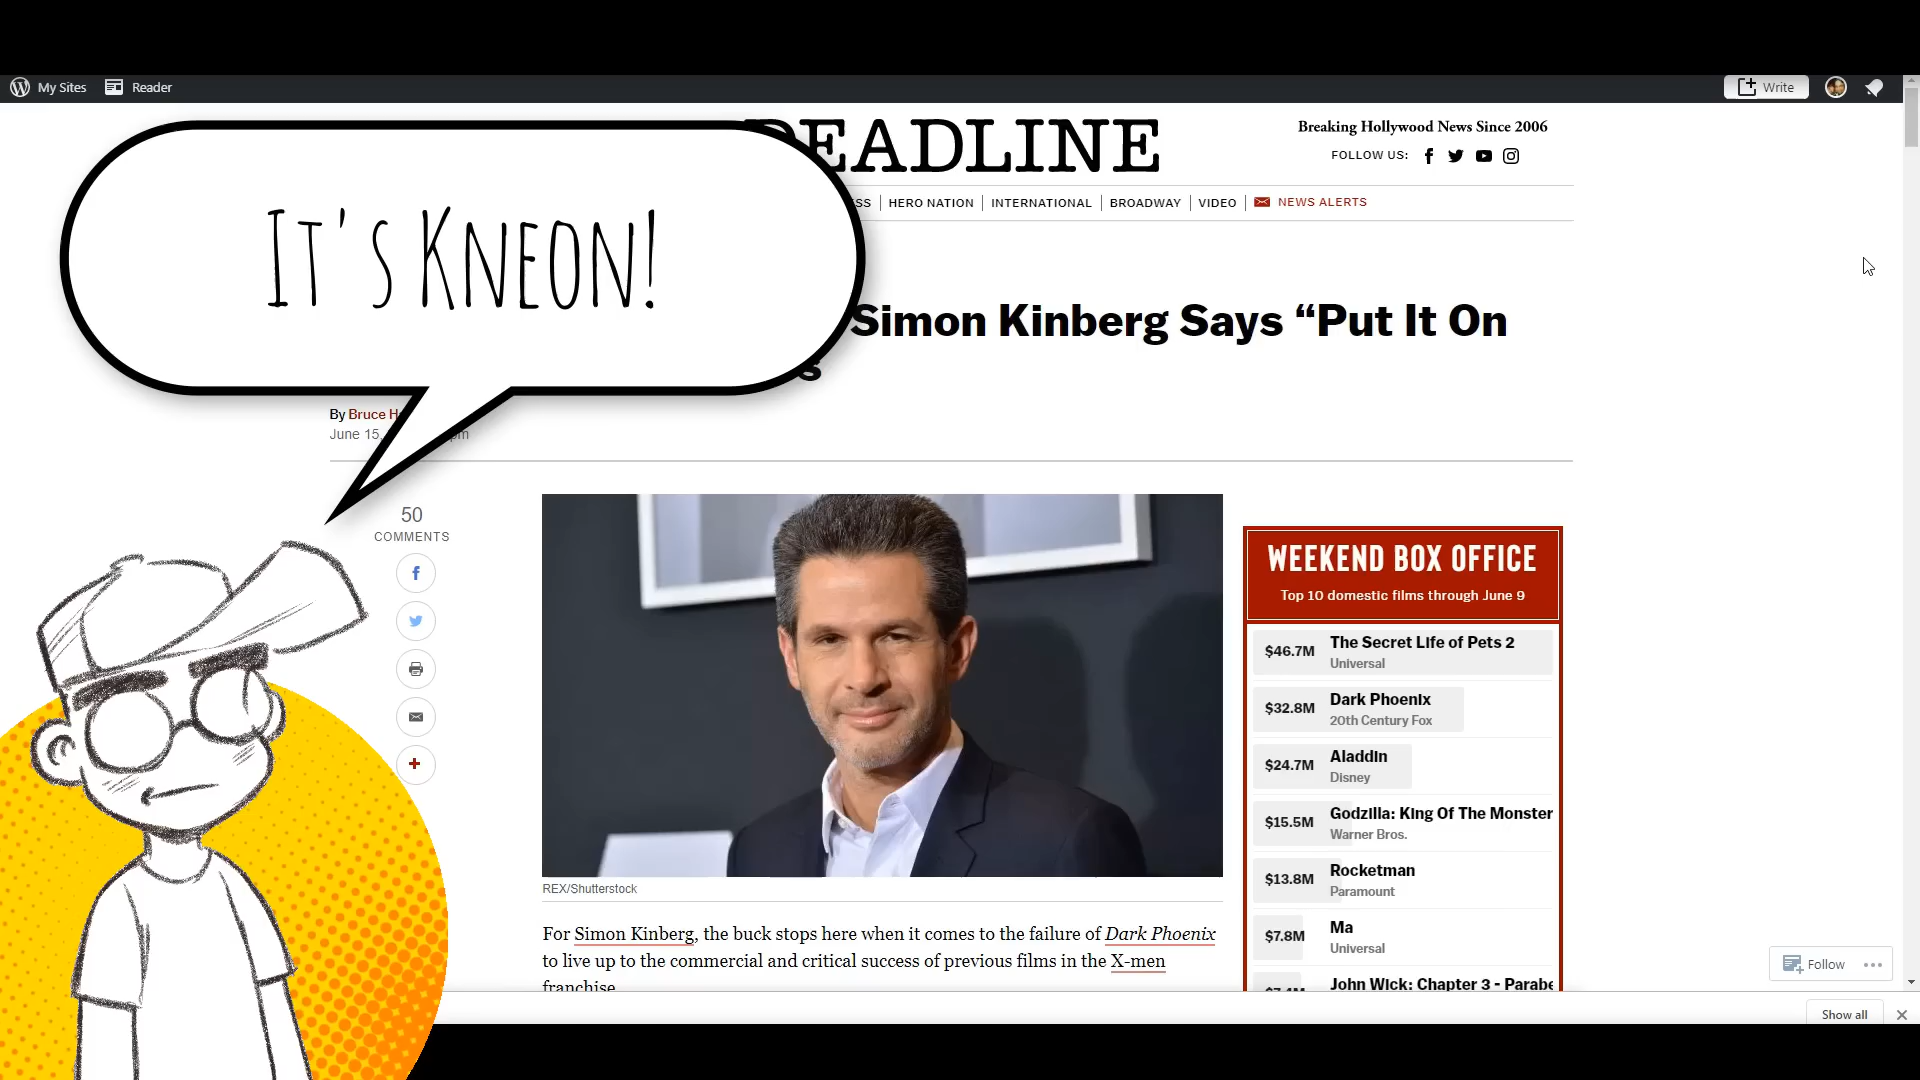 My Sites
Reader
Write
DEADLINE
Breaking Hollywood News Since 2006
FOLLOW US:
HERO NATION
INTERNATIONAL
BROADWAY
VIDEO
NEWS ALERTS
It's Kneon!
Simon Kinberg Says “Put It On
By Bruce
June 15,
pm
50
COMMENTS
REX/Shutterstock
For Simon Kinberg, the buck stops here when it comes to the failure of Dark Phoenix
to live up to the commercial and critical success of previous films in the X-men
franchise
WEEKEND BOX OFFICE
Top 10 domestic films through June 9
$46.7M The Secret Life of Pets 2
Universal
$32.8M Dark Phoenix
20th Century Fox
$24.7M Aladdin
Disney
$15.5M Godzilla: King Of The Monster
Warner Bros.
$13.8M Rocketman
Paramount
$7.8M Ma
Universal
John Wick: Chapter 3 - Parabe
Follow
Show all